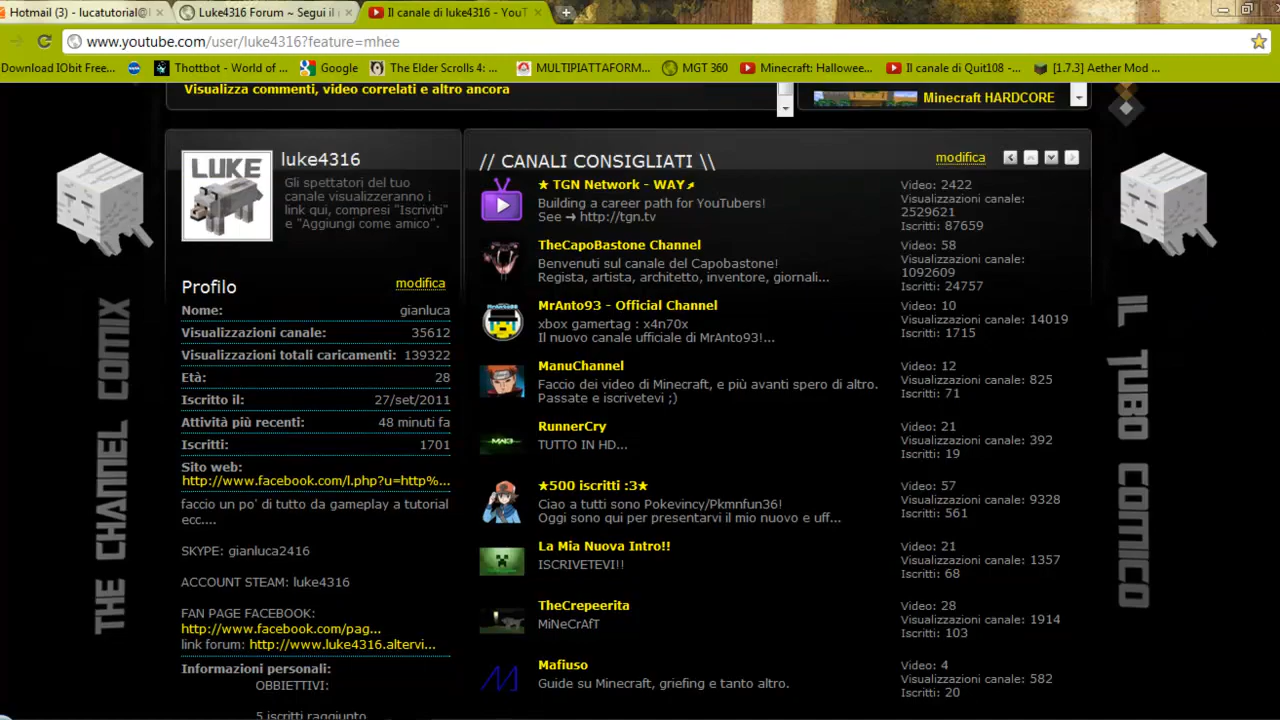 Hotmail (3) - lucatutorial@
Luke4316 Forum ~ Segui il
Il canale di luke4316 - YouT
www.youtube.com/user/luke4316?feature=mhee
Download IObit Free...
Thottbot - World of ...
Google
The Elder Scrolls 4: ...
MULTIPIATTAFORM...
MGT 360
Minecraft: Hallowee...
Il canale di Quit108 -...
[1.7.3] Aether Mod ...
Visualizza commenti, video correlati e altro ancora
Minecraft HARDCORE
THE CHANNEL COMIX
LUKE
luke4316
Gli spettatori del tuo
canale visualizzeranno i
link qui, compresi "Iscriviti"
e "Aggiungi come amico".
Profilo
modifica
Nome: gianluca
Visualizzazioni canale: 35612
Visualizzazioni totali caricamenti: 139322
Età: 28
Iscritto il: 27/set/2011
Attività più recenti: 48 minuti fa
Iscritti: 1701
Sito web:
http://www.facebook.com/l.php?u=http%...
faccio un po' di tutto da gameplay a tutorial
ecc....
SKYPE: gianluca2416
ACCOUNT STEAM: luke4316
FAN PAGE FACEBOOK:
http://www.facebook.com/pag...
link forum: http://www.luke4316.altervi...
Informazioni personali:
OBBIETTIVI:
5 iscritti raggiunto
// CANALI CONSIGLIATI \\
modifica
★ TGN Network - WAY⚡
Building a career path for YouTubers!
See ➜ http://tgn.tv
Video: 2422
Visualizzazioni canale:
2529621
Iscritti: 87659
TheCapoBastone Channel
Benvenuti sul canale del Capobastone!
Regista, artista, architetto, inventore, giornali...
Video: 58
Visualizzazioni canale:
1092609
Iscritti: 24757
MrAnto93 - Official Channel
xbox gamertag : x4n70x
Il nuovo canale ufficiale di MrAnto93!...
Video: 10
Visualizzazioni canale: 14019
Iscritti: 1715
ManuChannel
Faccio dei video di Minecraft, e più avanti spero di altro.
Passate e iscrivetevi ;)
Video: 12
Visualizzazioni canale: 825
Iscritti: 71
MW3
RunnerCry
TUTTO IN HD...
Video: 21
Visualizzazioni canale: 392
Iscritti: 19
★500 iscritti :3★
Ciao a tutti sono Pokevincy/Pkmnfun36!
Oggi sono qui per presentarvi il mio nuovo e uff...
Video: 57
Visualizzazioni canale: 9328
Iscritti: 561
La Mia Nuova Intro!!
ISCRIVETEVI!!
Video: 21
Visualizzazioni canale: 1357
Iscritti: 68
TheCrepeerita
MiNeCrAfT
Video: 28
Visualizzazioni canale: 1914
Iscritti: 103
Mafiuso
Guide su Minecraft, griefing e tanto altro.
Video: 4
Visualizzazioni canale: 582
Iscritti: 20
IL TUBO COMICO